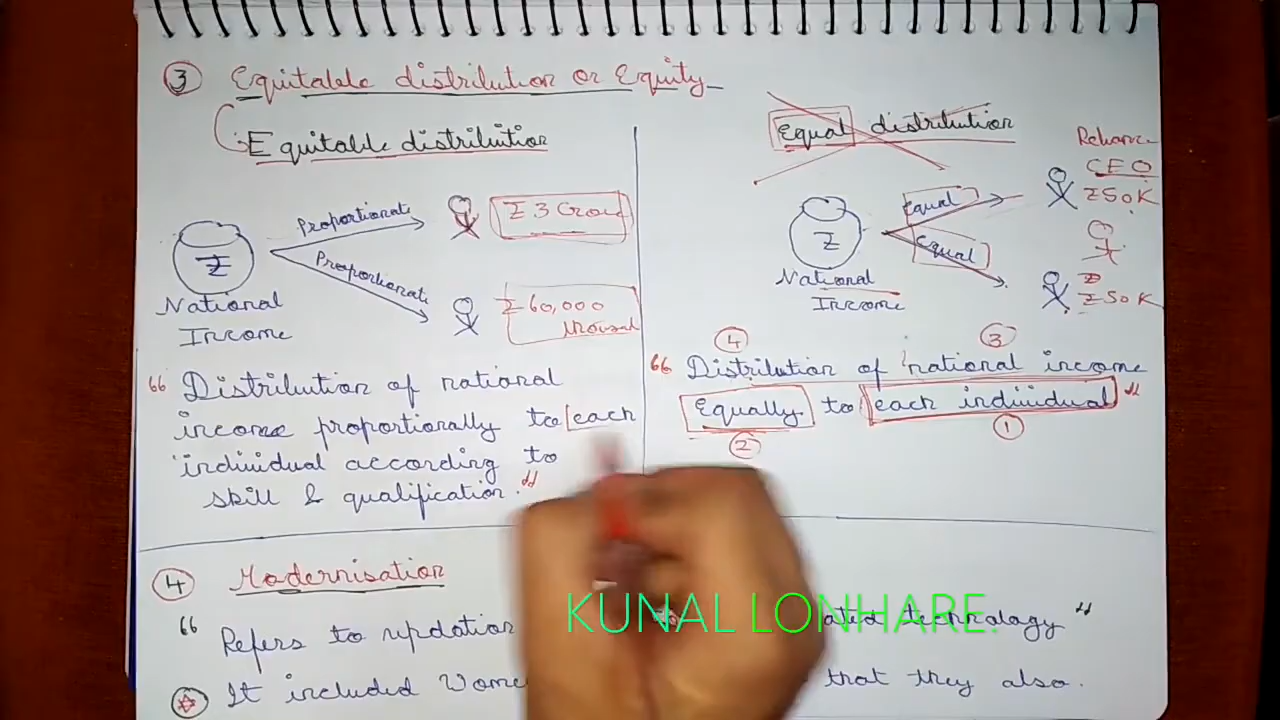 ③ Equitable distribution or Equity
Equitable distribution
Proportionate
Proportionate
₹
National
Income
₹ 3 Crore
₹ 60,000
thousand
“ Distribution of national
income proportionally to each
individual according to
skill & qualification. ”
Equal distribution
Reliance
CEO
₹50K
equal
equal
₹
National
Income
₹50K
④ ③
“ Distribution of national income
Equally to each individual ”
② ①
④ Modernisation
“ Refers to updation ated technology ”
It included Wome that they also.
KUNAL LONHARE.